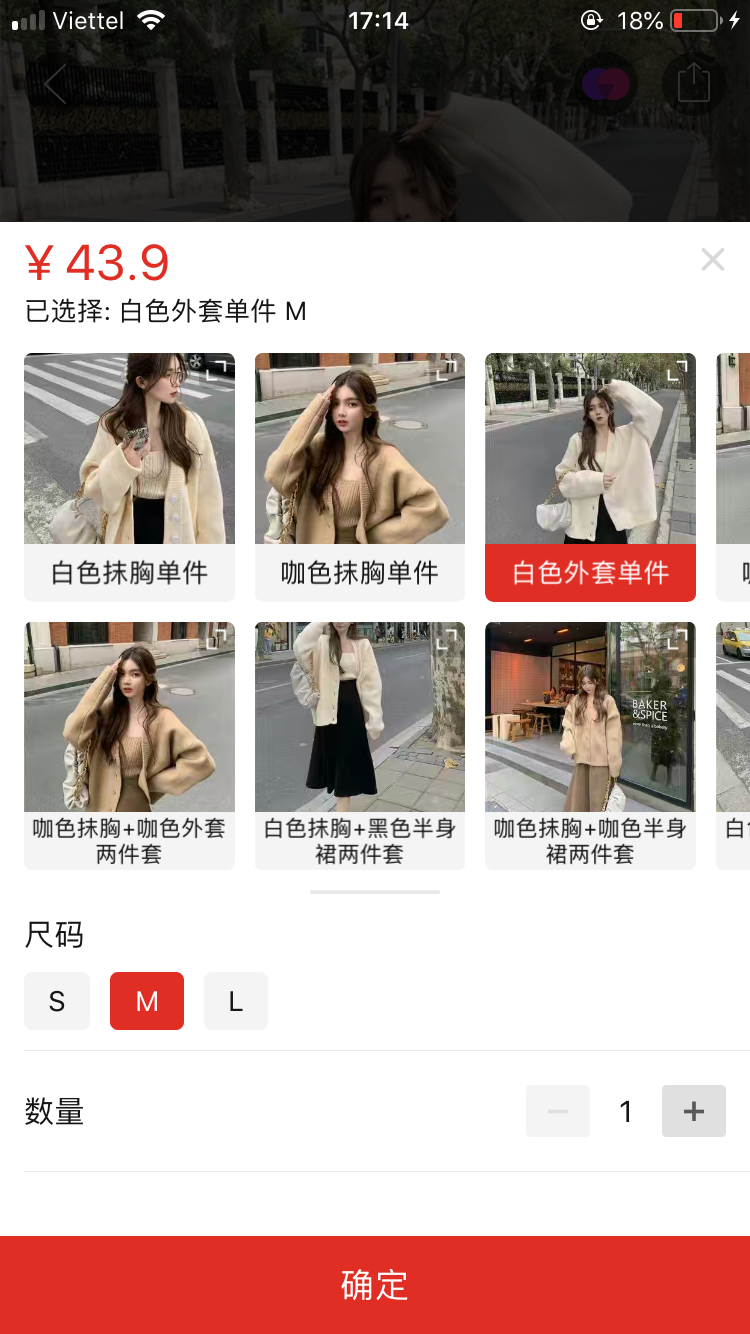 Viettel
17:14
18%
¥ 43.9
已选择: 白色外套单件 M
白色抹胸单件
咖色抹胸单件
白色外套单件
咖色抹胸+咖色外套
两件套
白色抹胸+黑色半身
裙两件套
BAKER
&SPICE
咖色抹胸+咖色半身
裙两件套
尺码
S
M
L
数量
1
确定